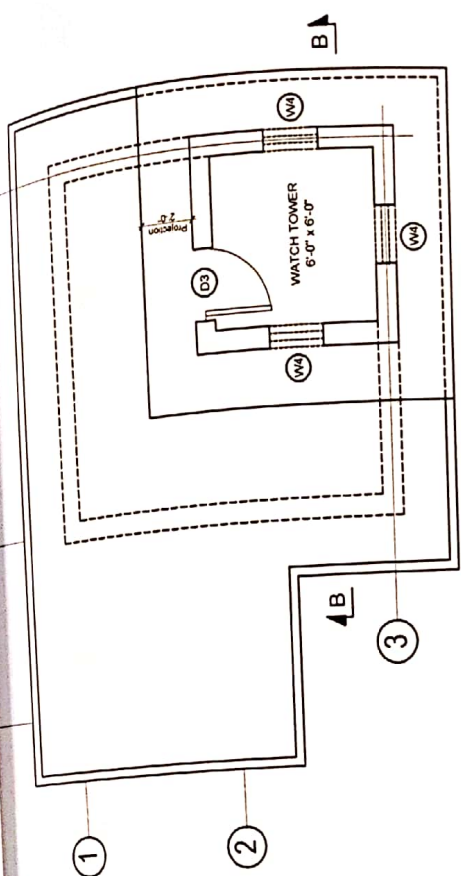 B
W4
Projection
2'-0"
D3
WATCH TOWER
6'-0" x 6'-0"
W4
W4
B
3
1
2